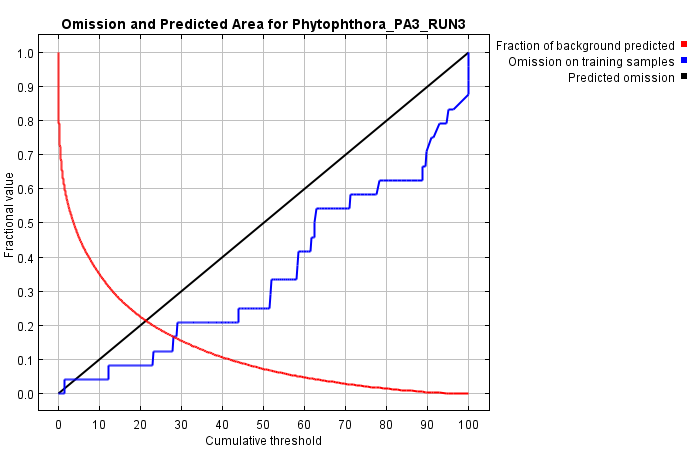 Omission and Predicted Area for Phytophthora_PA3_RUN3
Fraction of background predicted
Omission on training samples
Predicted omission
Fractional value
1.0
0.9
0.8
0.7
0.6
0.5
0.4
0.3
0.2
0.1
0.0
0 10 20 30 40 50 60 70 80 90 100
Cumulative threshold